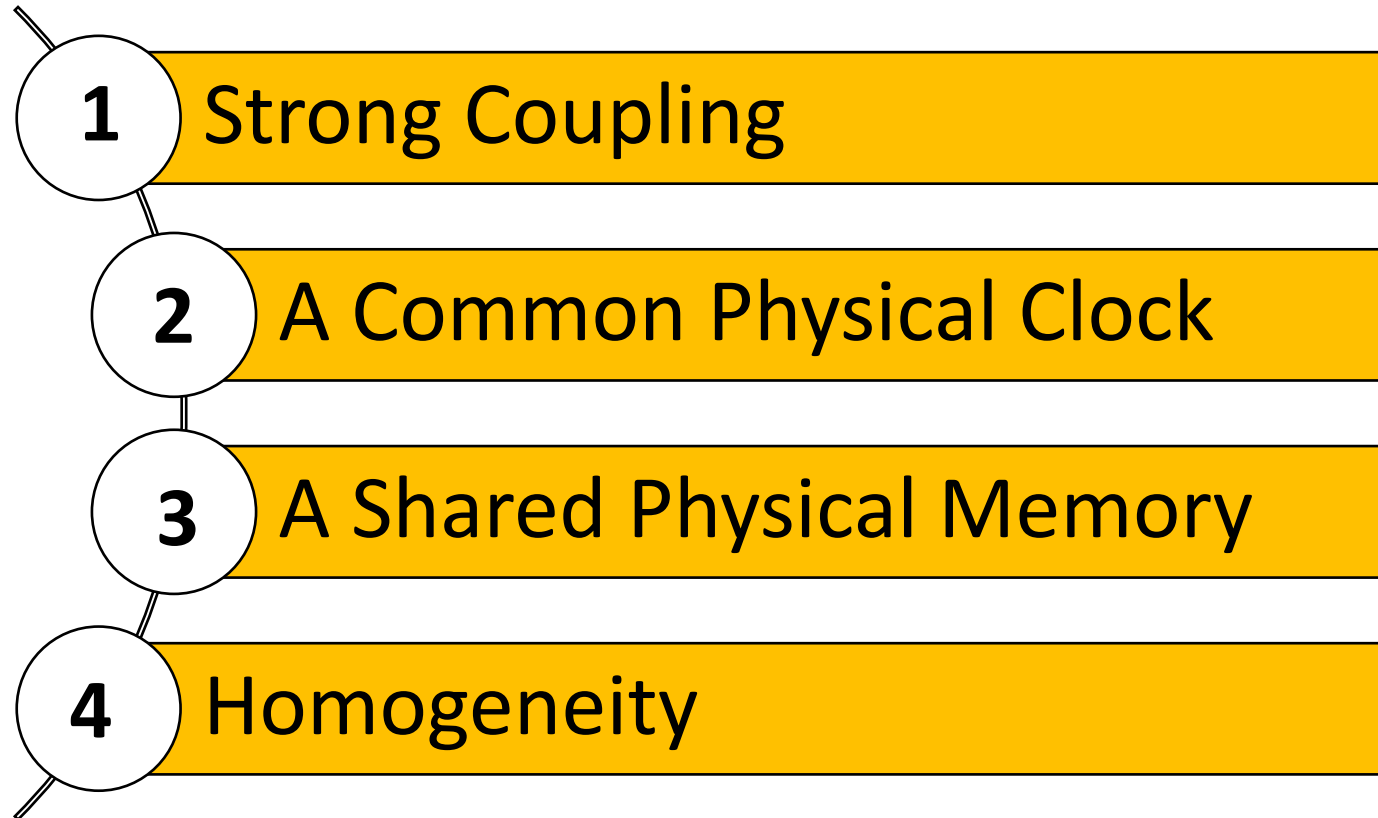 1 Strong Coupling
2 A Common Physical Clock
3 A Shared Physical Memory
4 Homogeneity